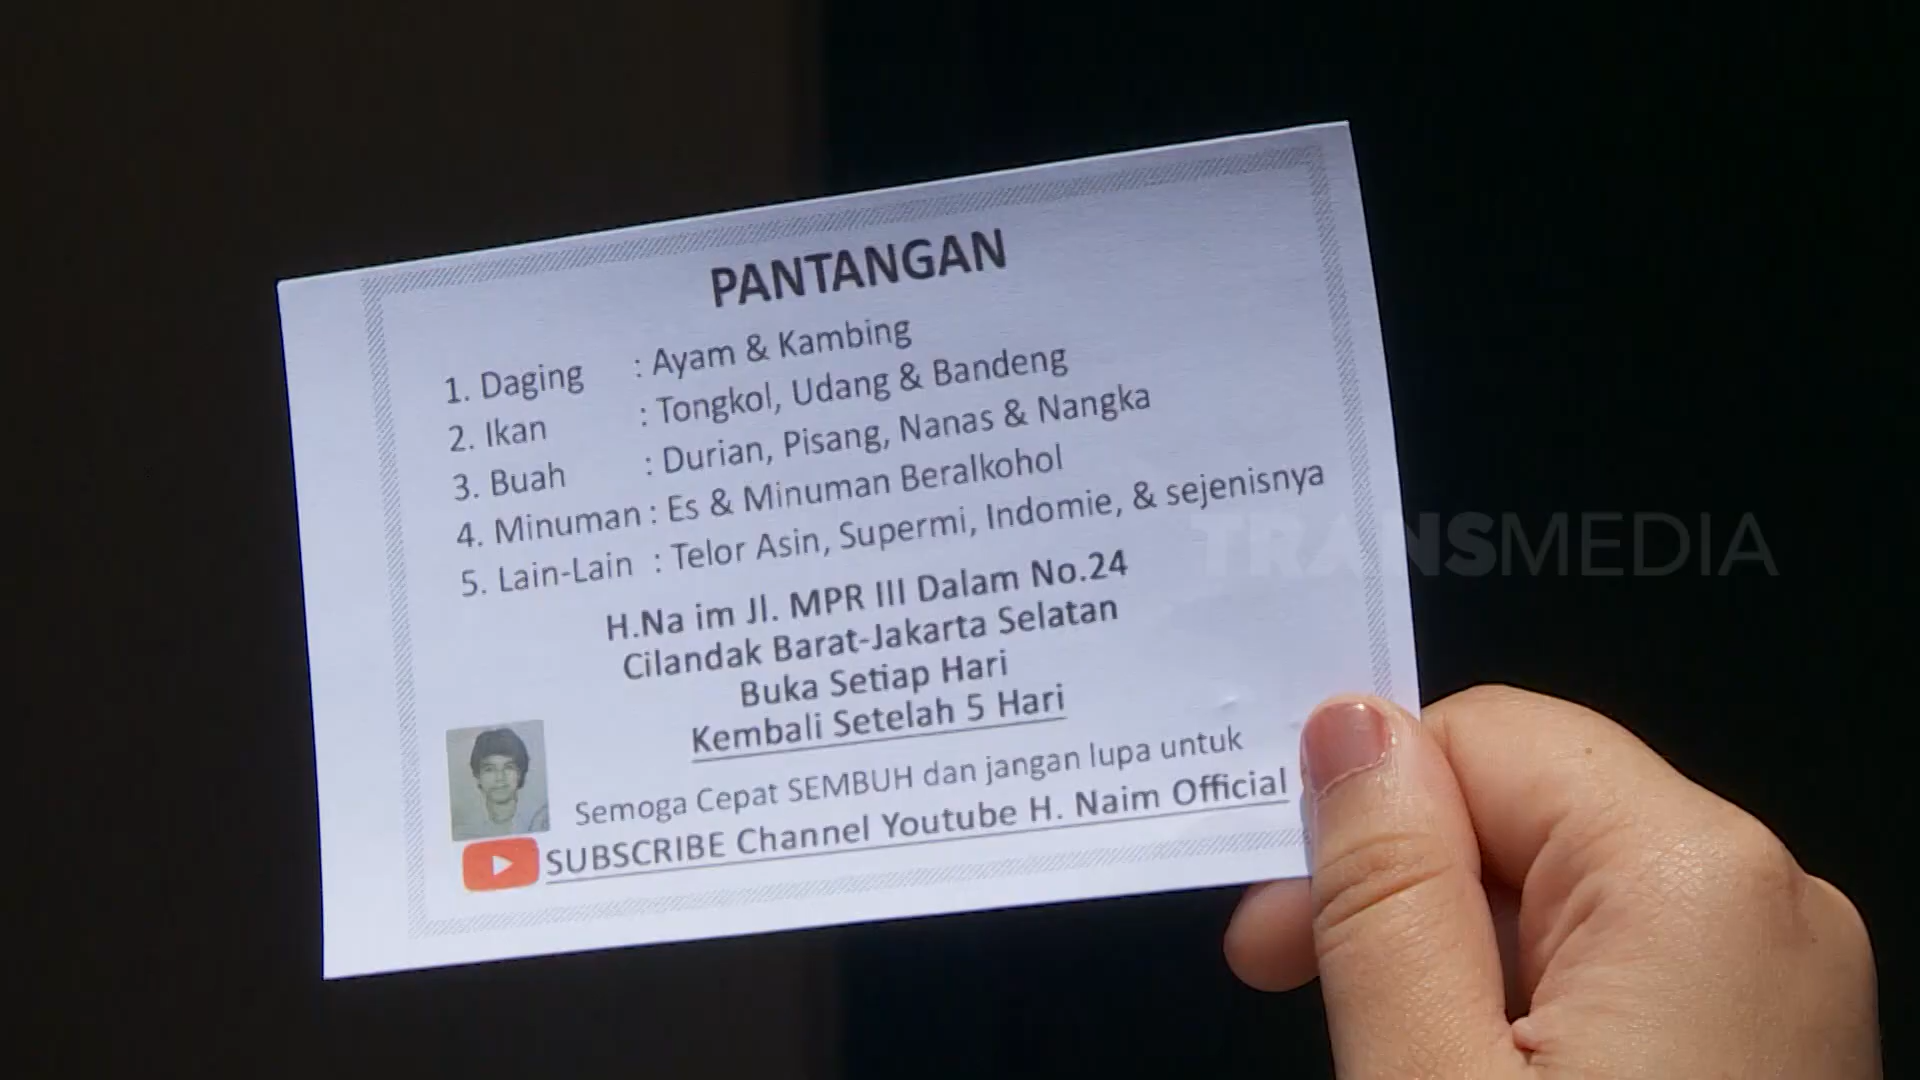 PANTANGAN
1. Daging : Ayam & Kambing
2. Ikan : Tongkol, Udang & Bandeng
3. Buah : Durian, Pisang, Nanas & Nangka
4. Minuman : Es & Minuman Beralkohol
5. Lain-Lain : Telor Asin, Supermi, Indomie, & sejenisnya
H.Na im Jl. MPR III Dalam No.24
Cilandak Barat-Jakarta Selatan
Buka Setiap Hari
Kembali Setelah 5 Hari
Semoga Cepat SEMBUH dan jangan lupa untuk
SUBSCRIBE Channel Youtube H. Naim Official
TRANSMEDIA